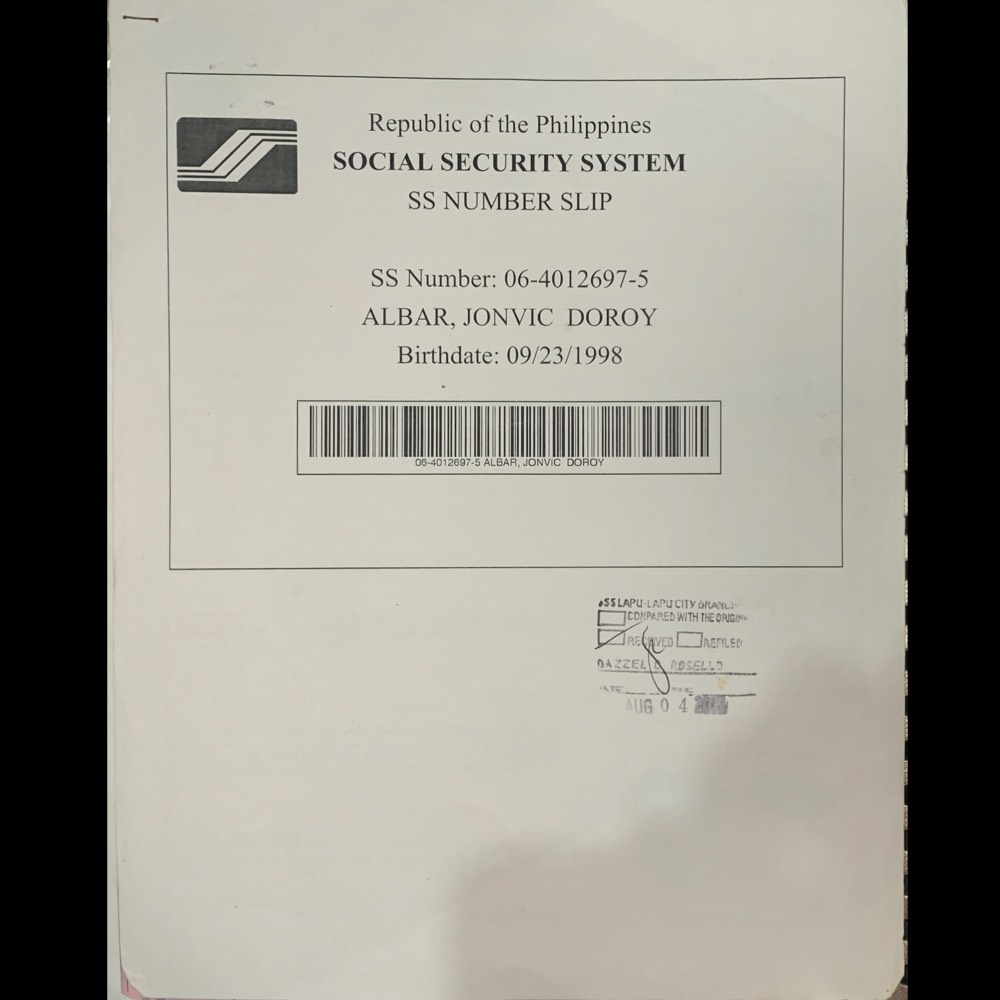 Republic of the Philippines
SOCIAL SECURITY SYSTEM
SS NUMBER SLIP
SS Number: 06-4012697-5
ALBAR, JONVIC DOROY
Birthdate: 09/23/1998
06-4012697-5 ALBAR, JONVIC DOROY
SS LAPU-LAPU CITY BRANCH
COMPARED WITH THE ORIGINAL
RECEIVED REFILED
ROSELLO
AUG 0 4